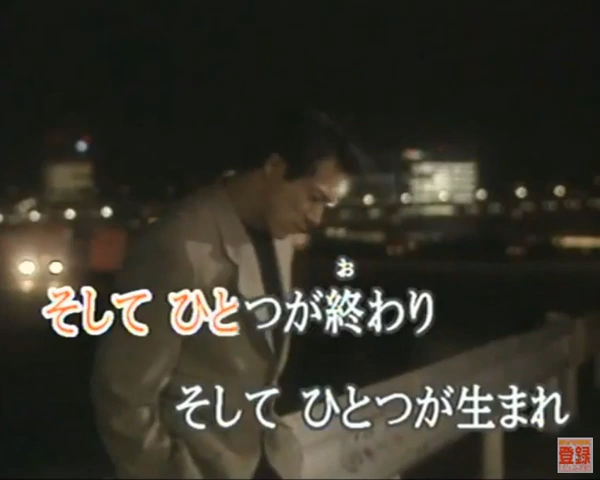 お
そして ひとつが終わり
そして ひとつが生まれ
登録